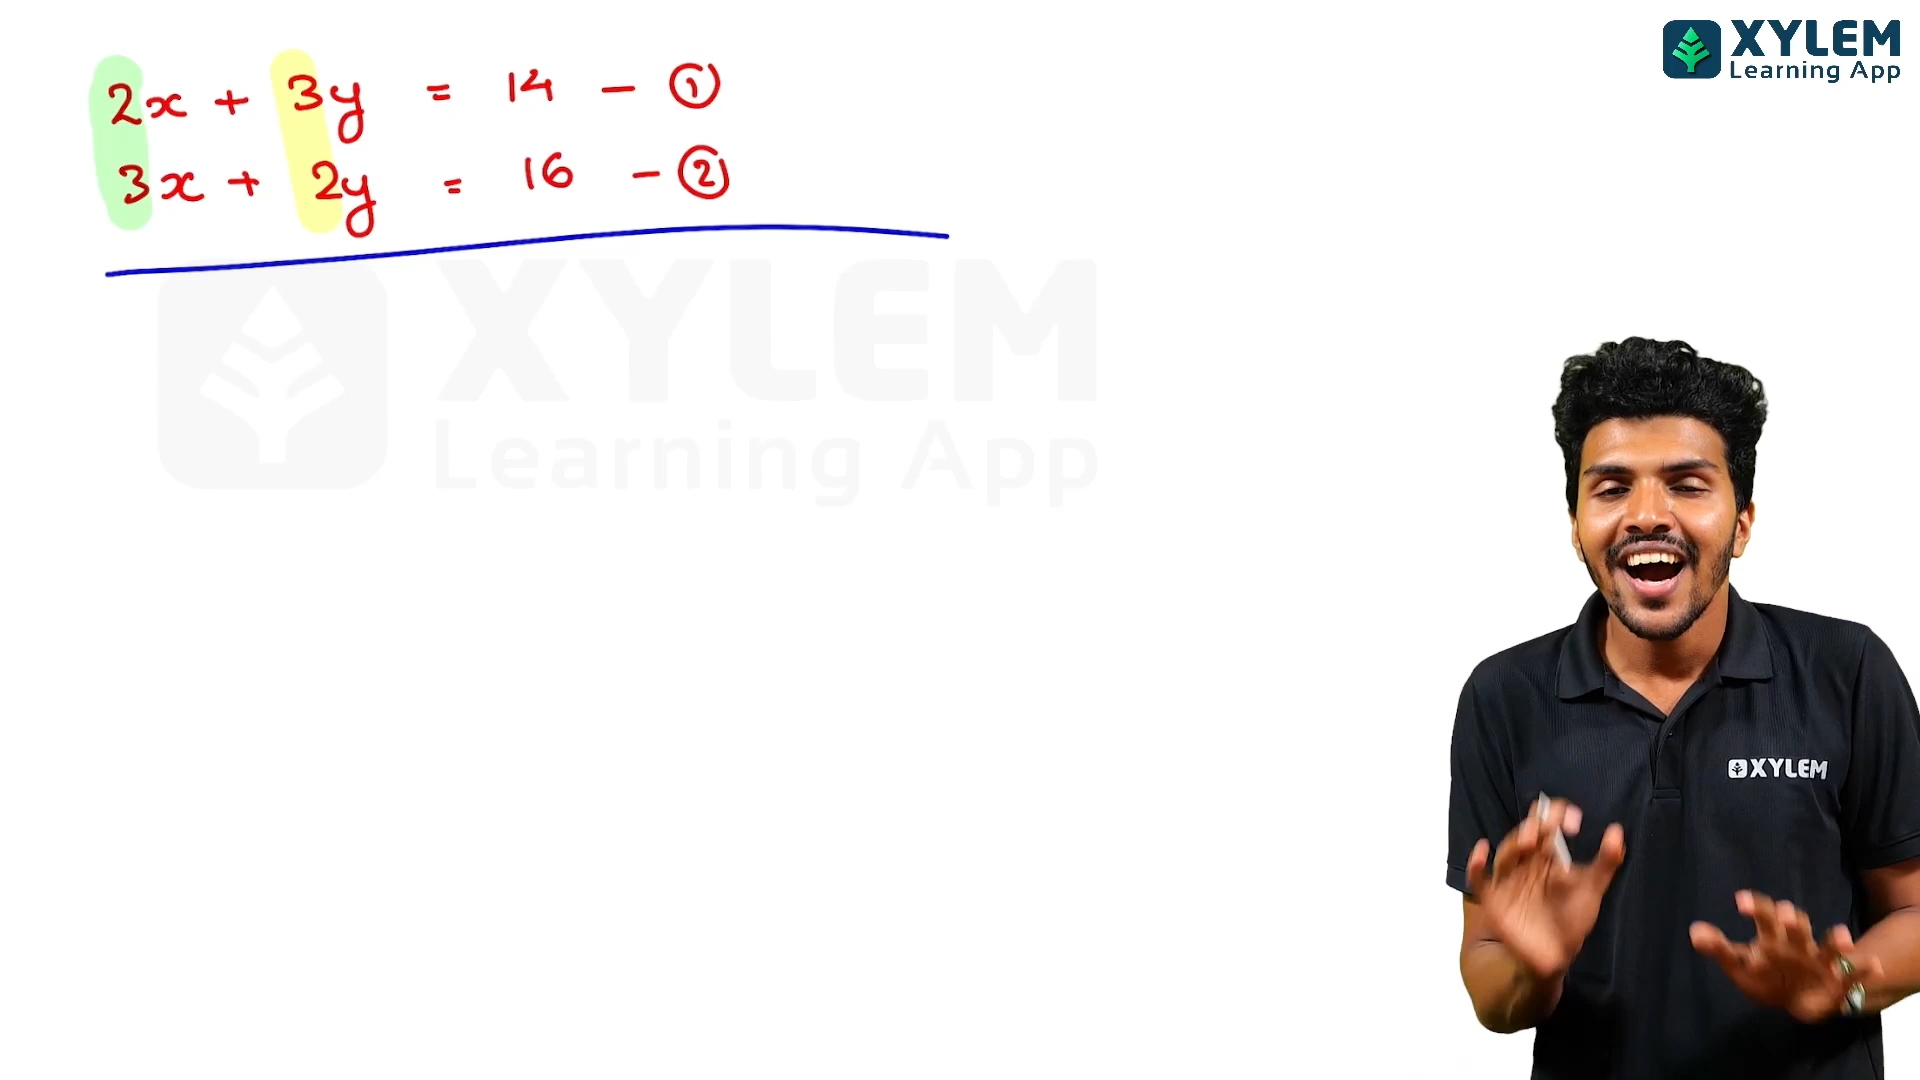 2x + 3y = 14 - ①
3x + 2y = 16 - ②
XYLEM
Learning App
XYLEM
Learning App
XYLEM